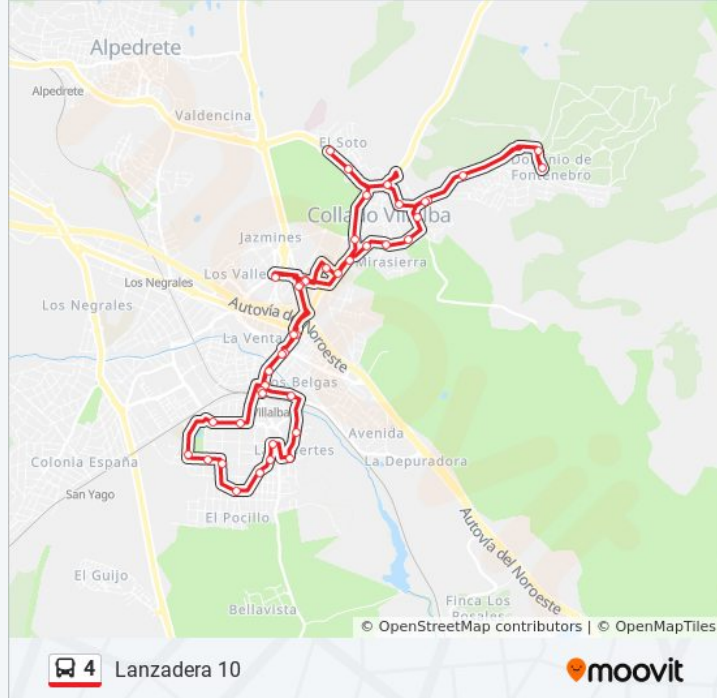 Alpedrete
Alpedrete
Valdencina
El Soto
Dominio de
Fontenebro
Collado Villalba
Jazmines
Mirasierra
Los Valles
Los Negrales
Los Negrales
Autovía del Noroeste
La Venta
Los Belgas
Villalba
Avenida
Las Suertes
Colonia España
La Depuradora
San Yago
El Pocillo
Autovía del Noroeste
El Guijo
Finca Los
Rosales
Bellavista
© OpenStreetMap contributors | © OpenMapTiles
4 Lanzadera 10
moovit